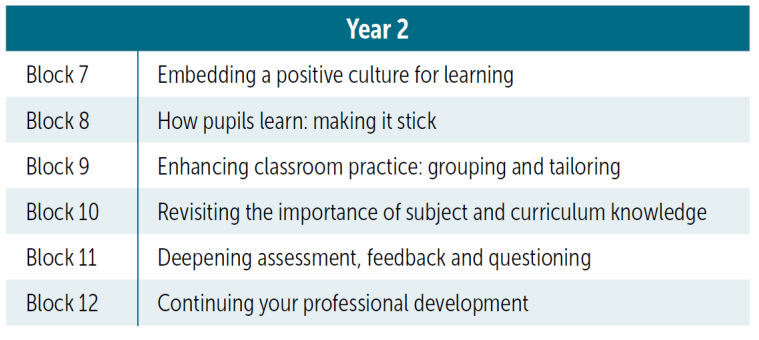 Year 2
Block 7 Embedding a positive culture for learning
Block 8 How pupils learn: making it stick
Block 9 Enhancing classroom practice: grouping and tailoring
Block 10 Revisiting the importance of subject and curriculum knowledge
Block 11 Deepening assessment, feedback and questioning
Block 12 Continuing your professional development